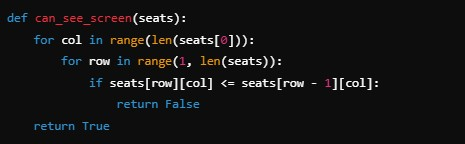 def can_see_screen(seats):
    for col in range(len(seats[0])):
        for row in range(1, len(seats)):
            if seats[row][col] <= seats[row - 1][col]:
                return False
    return True